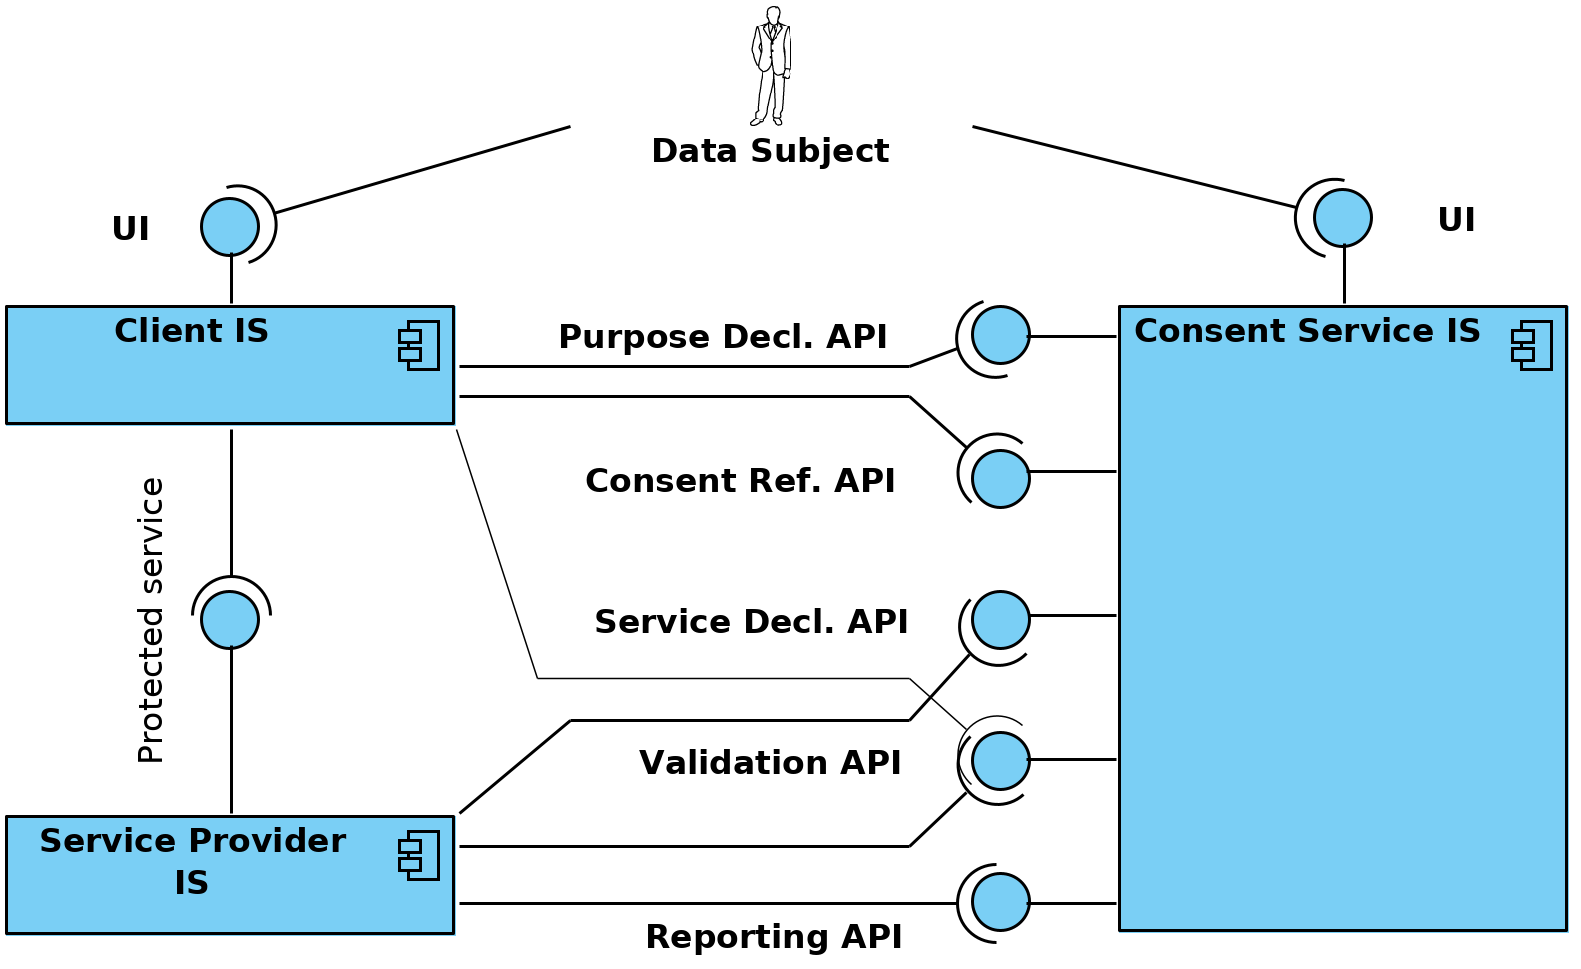 Data Subject
UI
UI
Client IS
Purpose Decl. API
Consent Service IS
Consent Ref. API
Protected service
Service Decl. API
Validation API
Service Provider
IS
Reporting API